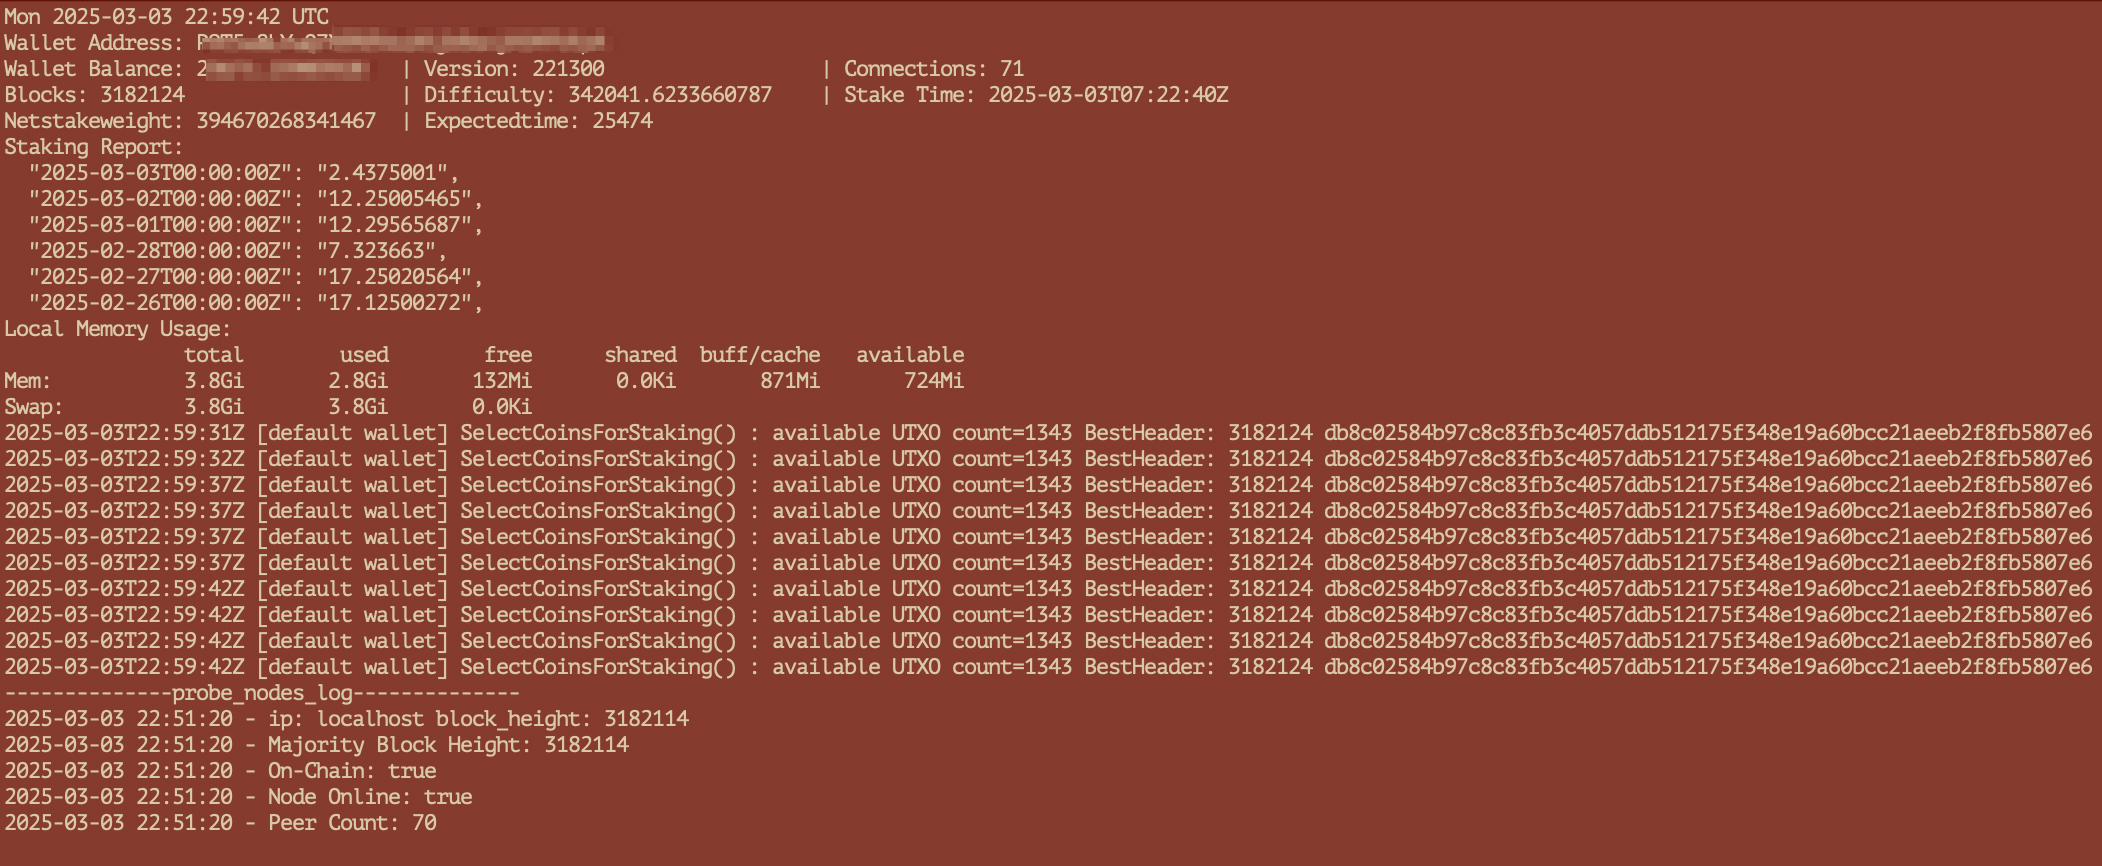 Mon 2025-03-03 22:59:42 UTC
Wallet Address:
Wallet Balance: | Version: 221300 | Connections: 71
Blocks: 3182124 | Difficulty: 342041.6233660787 | Stake Time: 2025-03-03T07:22:40Z
Netstakeweight: 394670268341467 | Expectedtime: 25474
Staking Report:
"2025-03-03T00:00:00Z": "2.4375001",
"2025-03-02T00:00:00Z": "12.25005465",
"2025-03-01T00:00:00Z": "12.29565687",
"2025-02-28T00:00:00Z": "7.323663",
"2025-02-27T00:00:00Z": "17.25020564",
"2025-02-26T00:00:00Z": "17.12500272",
Local Memory Usage:
total used free shared buff/cache available
Mem: 3.8Gi 2.8Gi 132Mi 0.0Ki 871Mi 724Mi
Swap: 3.8Gi 3.8Gi 0.0Ki
2025-03-03T22:59:31Z [default wallet] SelectCoinsForStaking() : available UTXO count=1343 BestHeader: 3182124 db8c02584b97c8c83fb3c4057ddb512175f348e19a60bcc21aeeb2f8fb5807e6
2025-03-03T22:59:32Z [default wallet] SelectCoinsForStaking() : available UTXO count=1343 BestHeader: 3182124 db8c02584b97c8c83fb3c4057ddb512175f348e19a60bcc21aeeb2f8fb5807e6
2025-03-03T22:59:37Z [default wallet] SelectCoinsForStaking() : available UTXO count=1343 BestHeader: 3182124 db8c02584b97c8c83fb3c4057ddb512175f348e19a60bcc21aeeb2f8fb5807e6
2025-03-03T22:59:37Z [default wallet] SelectCoinsForStaking() : available UTXO count=1343 BestHeader: 3182124 db8c02584b97c8c83fb3c4057ddb512175f348e19a60bcc21aeeb2f8fb5807e6
2025-03-03T22:59:37Z [default wallet] SelectCoinsForStaking() : available UTXO count=1343 BestHeader: 3182124 db8c02584b97c8c83fb3c4057ddb512175f348e19a60bcc21aeeb2f8fb5807e6
2025-03-03T22:59:37Z [default wallet] SelectCoinsForStaking() : available UTXO count=1343 BestHeader: 3182124 db8c02584b97c8c83fb3c4057ddb512175f348e19a60bcc21aeeb2f8fb5807e6
2025-03-03T22:59:42Z [default wallet] SelectCoinsForStaking() : available UTXO count=1343 BestHeader: 3182124 db8c02584b97c8c83fb3c4057ddb512175f348e19a60bcc21aeeb2f8fb5807e6
2025-03-03T22:59:42Z [default wallet] SelectCoinsForStaking() : available UTXO count=1343 BestHeader: 3182124 db8c02584b97c8c83fb3c4057ddb512175f348e19a60bcc21aeeb2f8fb5807e6
2025-03-03T22:59:42Z [default wallet] SelectCoinsForStaking() : available UTXO count=1343 BestHeader: 3182124 db8c02584b97c8c83fb3c4057ddb512175f348e19a60bcc21aeeb2f8fb5807e6
2025-03-03T22:59:42Z [default wallet] SelectCoinsForStaking() : available UTXO count=1343 BestHeader: 3182124 db8c02584b97c8c83fb3c4057ddb512175f348e19a60bcc21aeeb2f8fb5807e6
--------------probe_nodes_log--------------
2025-03-03 22:51:20 - ip: localhost block_height: 3182114
2025-03-03 22:51:20 - Majority Block Height: 3182114
2025-03-03 22:51:20 - On-Chain: true
2025-03-03 22:51:20 - Node Online: true
2025-03-03 22:51:20 - Peer Count: 70